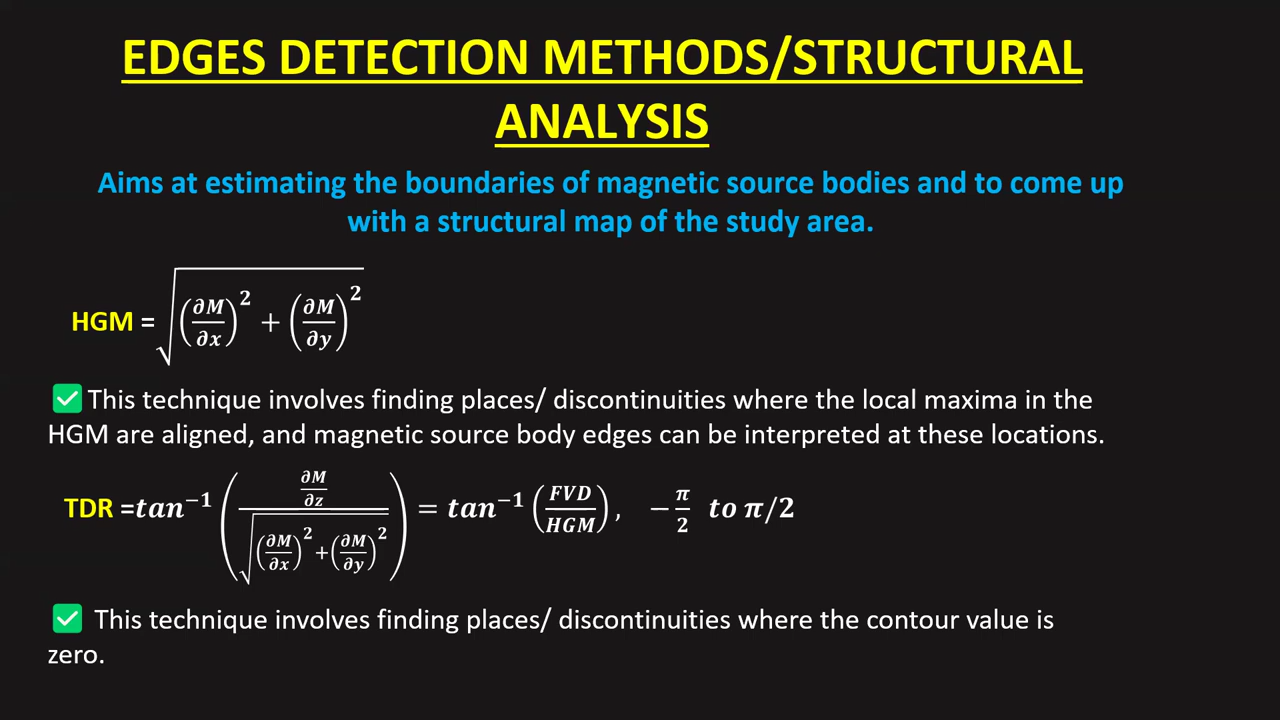 EDGES DETECTION METHODS/STRUCTURAL
ANALYSIS
Aims at estimating the boundaries of magnetic source bodies and to come up
with a structural map of the study area.
HGM = √((∂M/∂x)² + (∂M/∂y)²)
✅ This technique involves finding places/ discontinuities where the local maxima in the
HGM are aligned, and magnetic source body edges can be interpreted at these locations.
TDR =tan⁻¹((∂M/∂z)/√((∂M/∂x)²+(∂M/∂y)²)) = tan⁻¹(FVD/HGM), −π/2 to π/2
✅ This technique involves finding places/ discontinuities where the contour value is
zero.